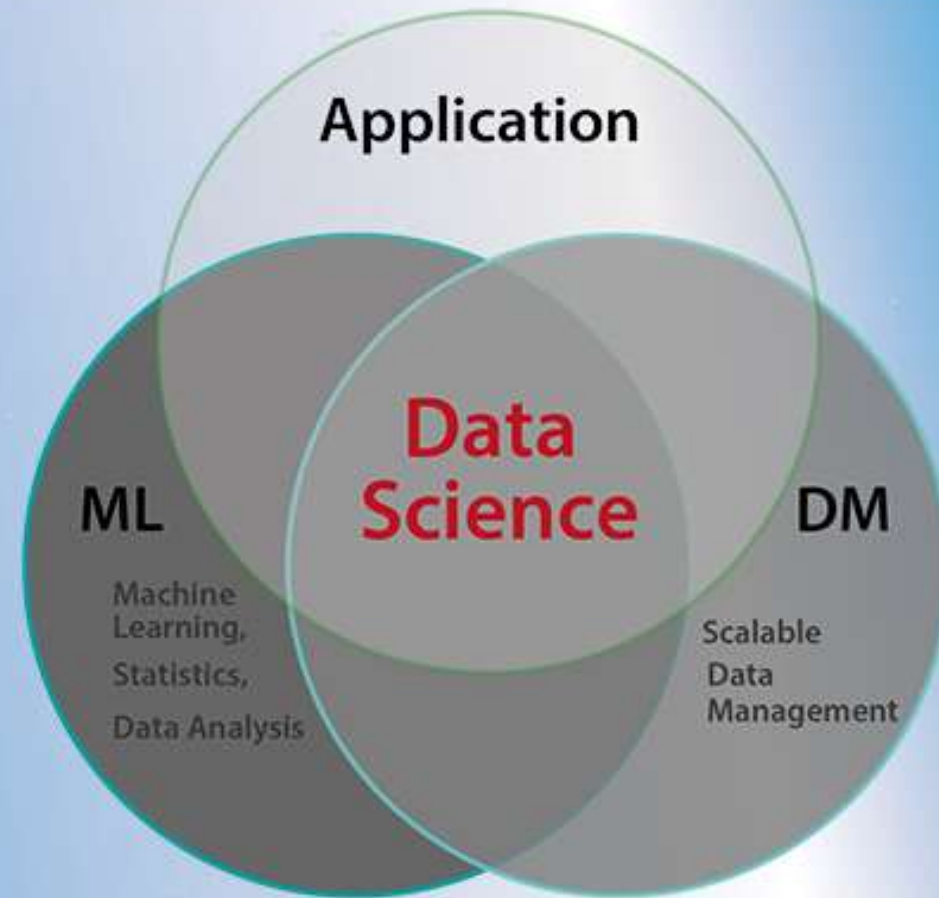 Application
Data
Science
ML
Machine
Learning,
Statistics,
Data Analysis
DM
Scalable
Data
Management